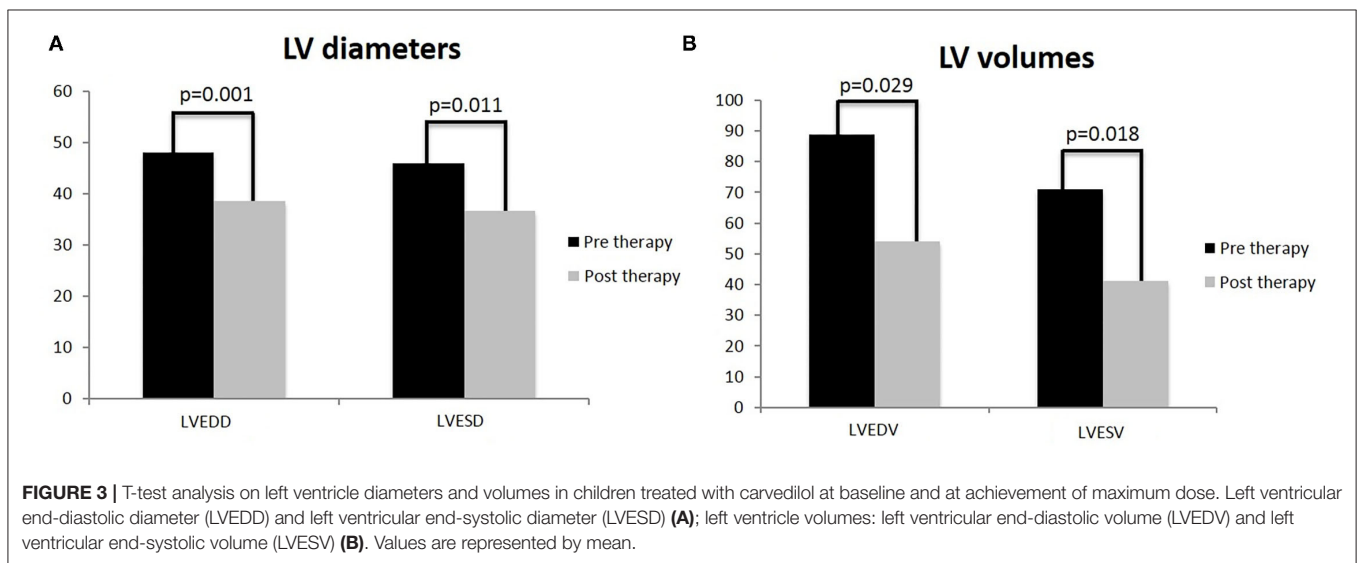 A
LV diameters
60
50
40
30
20
10
0
p=0.001
p=0.011
LVEDD
LVESD
Pre therapy
Post therapy
B
LV volumes
100
90
80
70
60
50
40
30
20
10
0
p=0.029
p=0.018
LVEDV
LVESV
Pre therapy
Post therapy
FIGURE 3 | T-test analysis on left ventricle diameters and volumes in children treated with carvedilol at baseline and at achievement of maximum dose. Left ventricular
end-diastolic diameter (LVEDD) and left ventricular end-systolic diameter (LVESD) (A); left ventricle volumes: left ventricular end-diastolic volume (LVEDV) and left
ventricular end-systolic volume (LVESV) (B). Values are represented by mean.